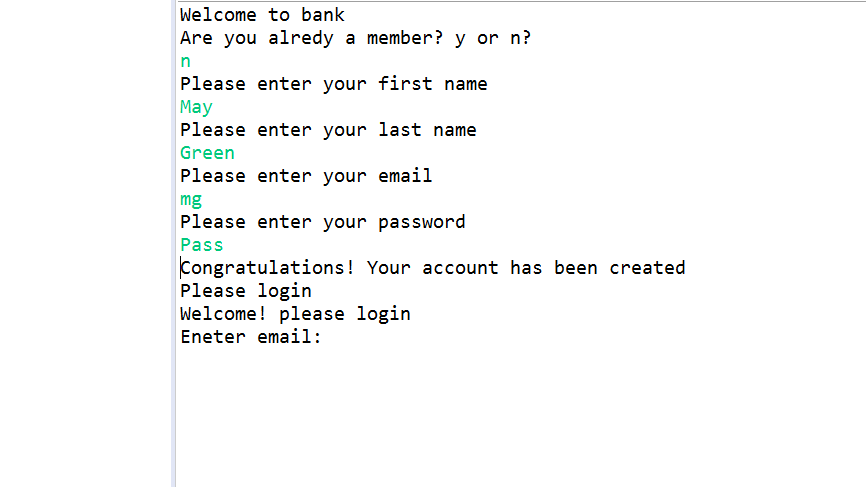 Welcome to bank
Are you alredy a member? y or n?
n
Please enter your first name
May
Please enter your last name
Green
Please enter your email
mg
Please enter your password
Pass
Congratulations! Your account has been created
Please login
Welcome! please login
Eneter email: